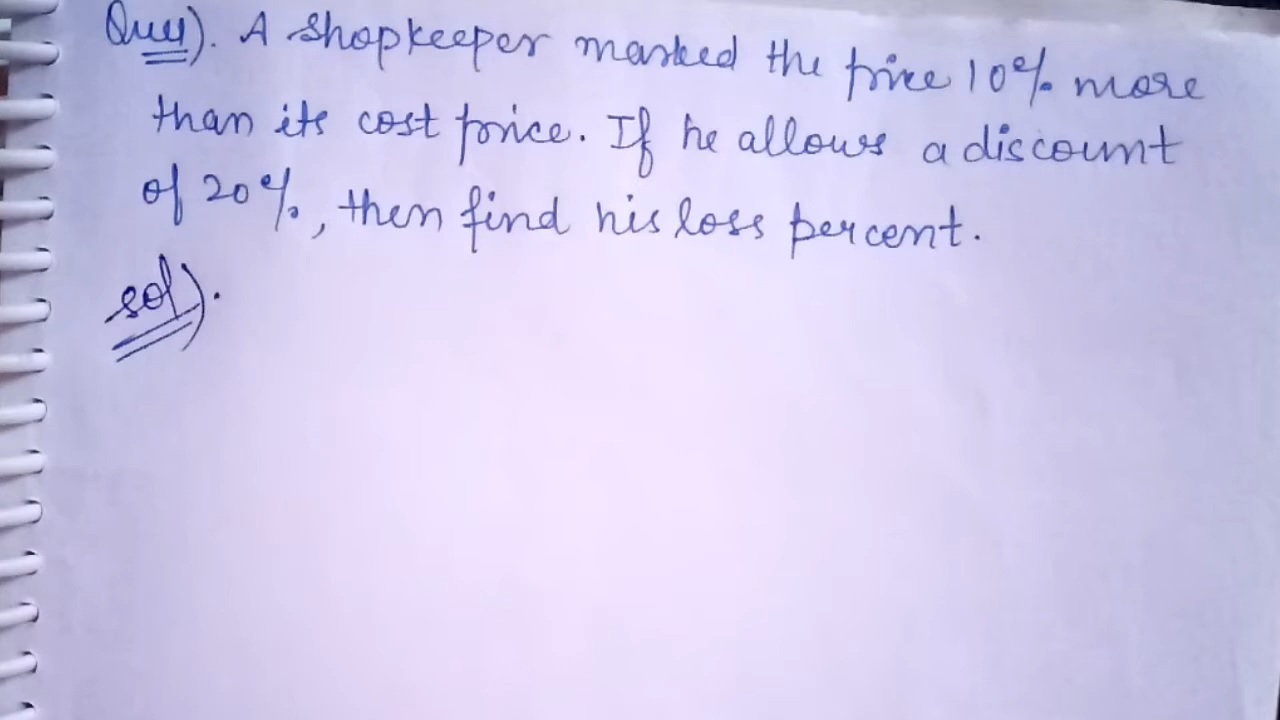 Ques). A Shopkeeper marked the price 10% more
than its cost price. If he allows a discount
of 20%, then find his loss percent.
Sol).